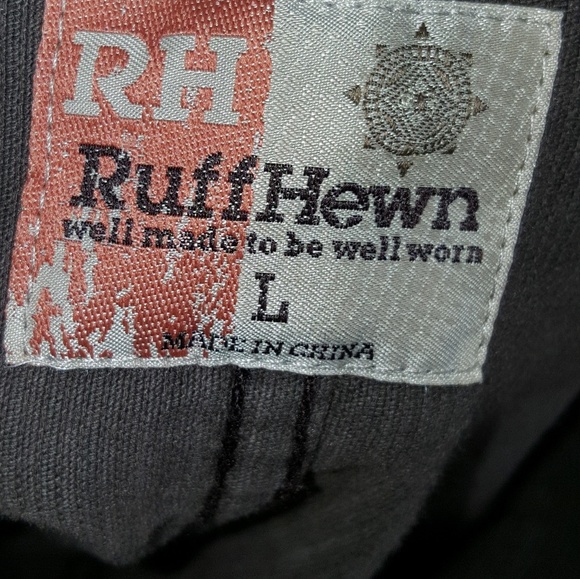 RH
RuffHewn
well made to be well worn
L
MADE IN CHINA